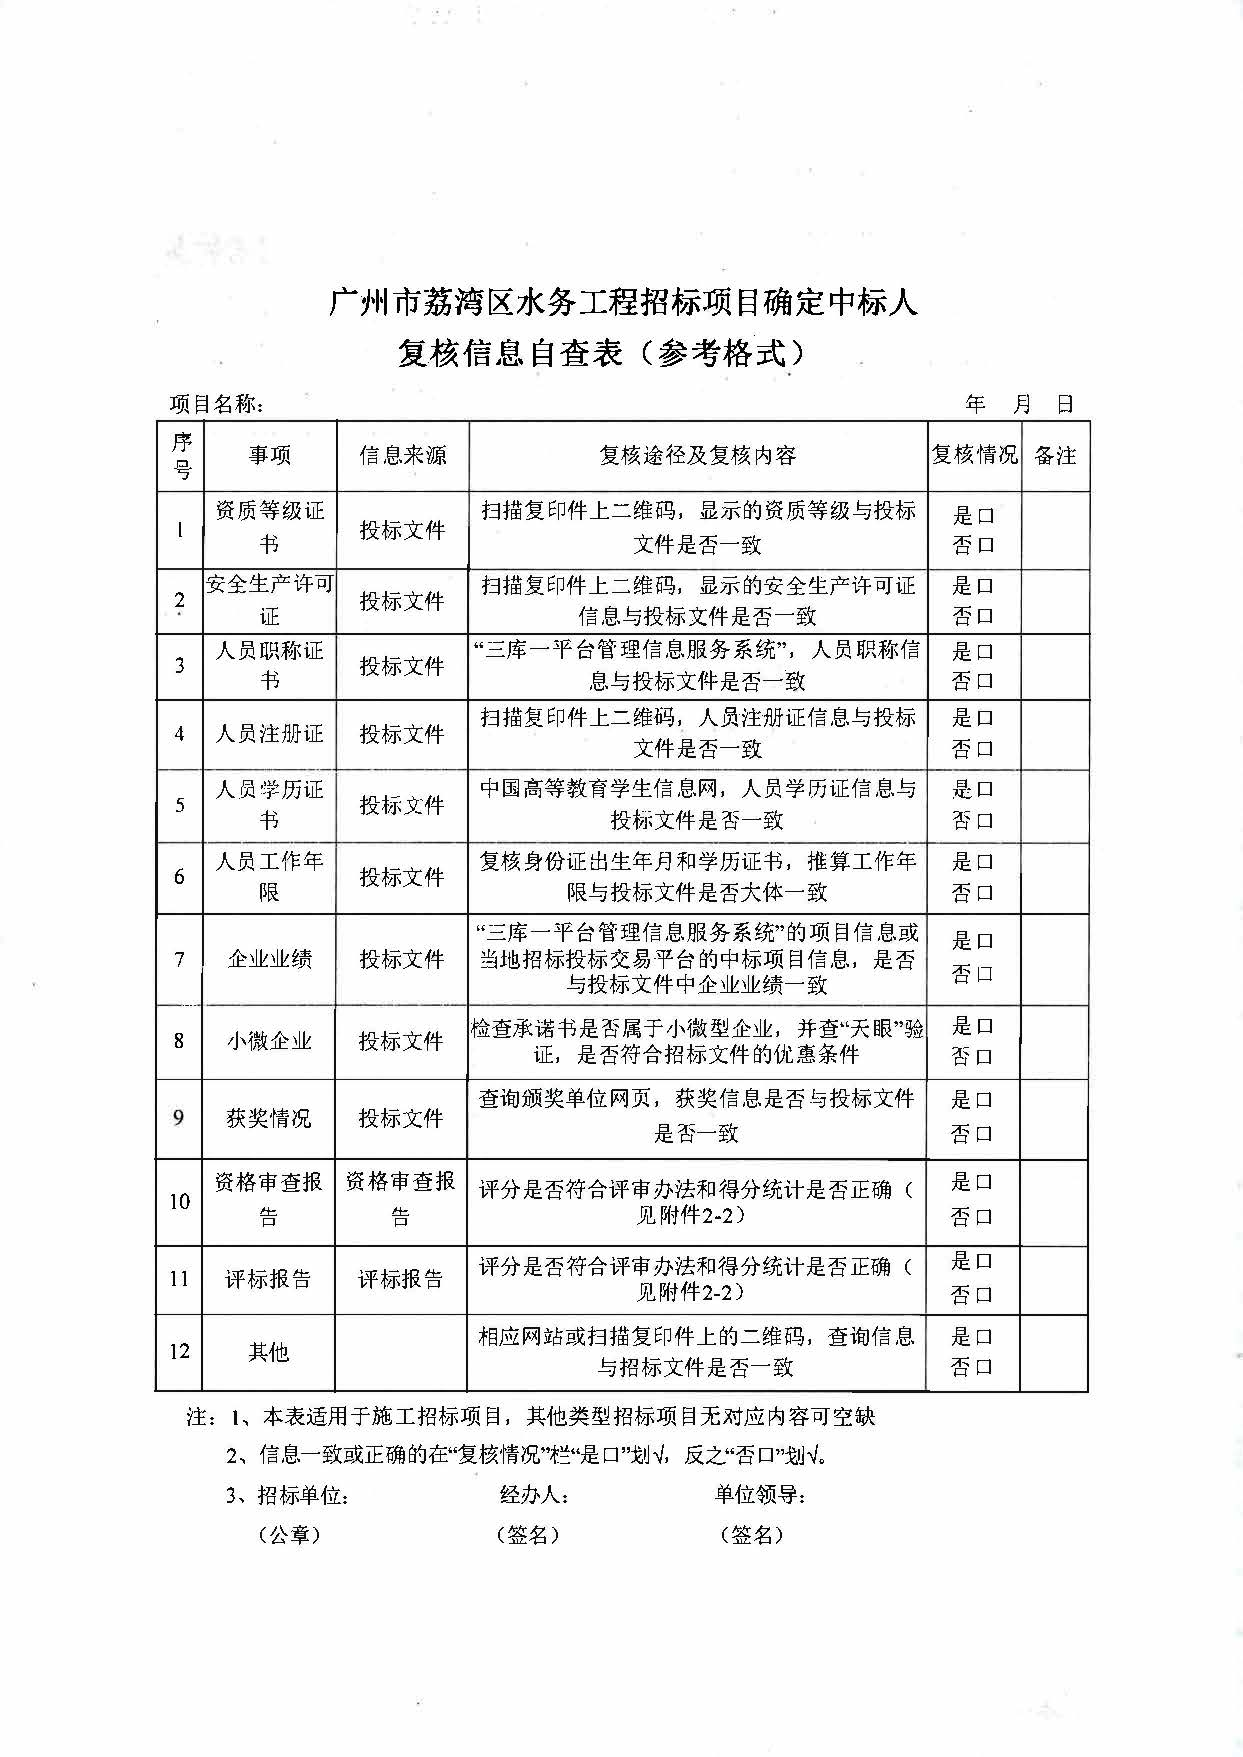 广州市荔湾区水务工程招标项目确定中标人
复核信息自查表（参考格式）
项目名称： 年 月 日
序号 事项 信息来源 复核途径及复核内容 复核情况 备注
1 资质等级证书 投标文件 扫描复印件上二维码，显示的资质等级与投标文件是否一致 是口 否口
2 安全生产许可证 投标文件 扫描复印件上二维码，显示的安全生产许可证信息与投标文件是否一致 是口 否口
3 人员职称证书 投标文件 “三库一平台管理信息服务系统”，人员职称信息与投标文件是否一致 是口 否口
4 人员注册证 投标文件 扫描复印件上二维码，人员注册证信息与投标文件是否一致 是口 否口
5 人员学历证书 投标文件 中国高等教育学生信息网，人员学历证信息与投标文件是否一致 是口 否口
6 人员工作年限 投标文件 复核身份证出生年月和学历证书，推算工作年限与投标文件是否大体一致 是口 否口
7 企业业绩 投标文件 “三库一平台管理信息服务系统”的项目信息或当地招标投标交易平台的中标项目信息，是否与投标文件中企业业绩一致 是口 否口
8 小微企业 投标文件 检查承诺书是否属于小微型企业，并查“天眼”验证，是否符合招标文件的优惠条件 是口 否口
9 获奖情况 投标文件 查询颁奖单位网页，获奖信息是否与投标文件是否一致 是口 否口
10 资格审查报告 资格审查报告 评分是否符合评审办法和得分统计是否正确（见附件2-2） 是口 否口
11 评标报告 评标报告 评分是否符合评审办法和得分统计是否正确（见附件2-2） 是口 否口
12 其他 相应网站或扫描复印件上的二维码，查询信息与招标文件是否一致 是口 否口
注：1、本表适用于施工招标项目，其他类型招标项目无对应内容可空缺
2、信息一致或正确的在“复核情况”栏“是口”划√，反之“否口”划√。
3、招标单位： 经办人： 单位领导：
（公章） （签名） （签名）